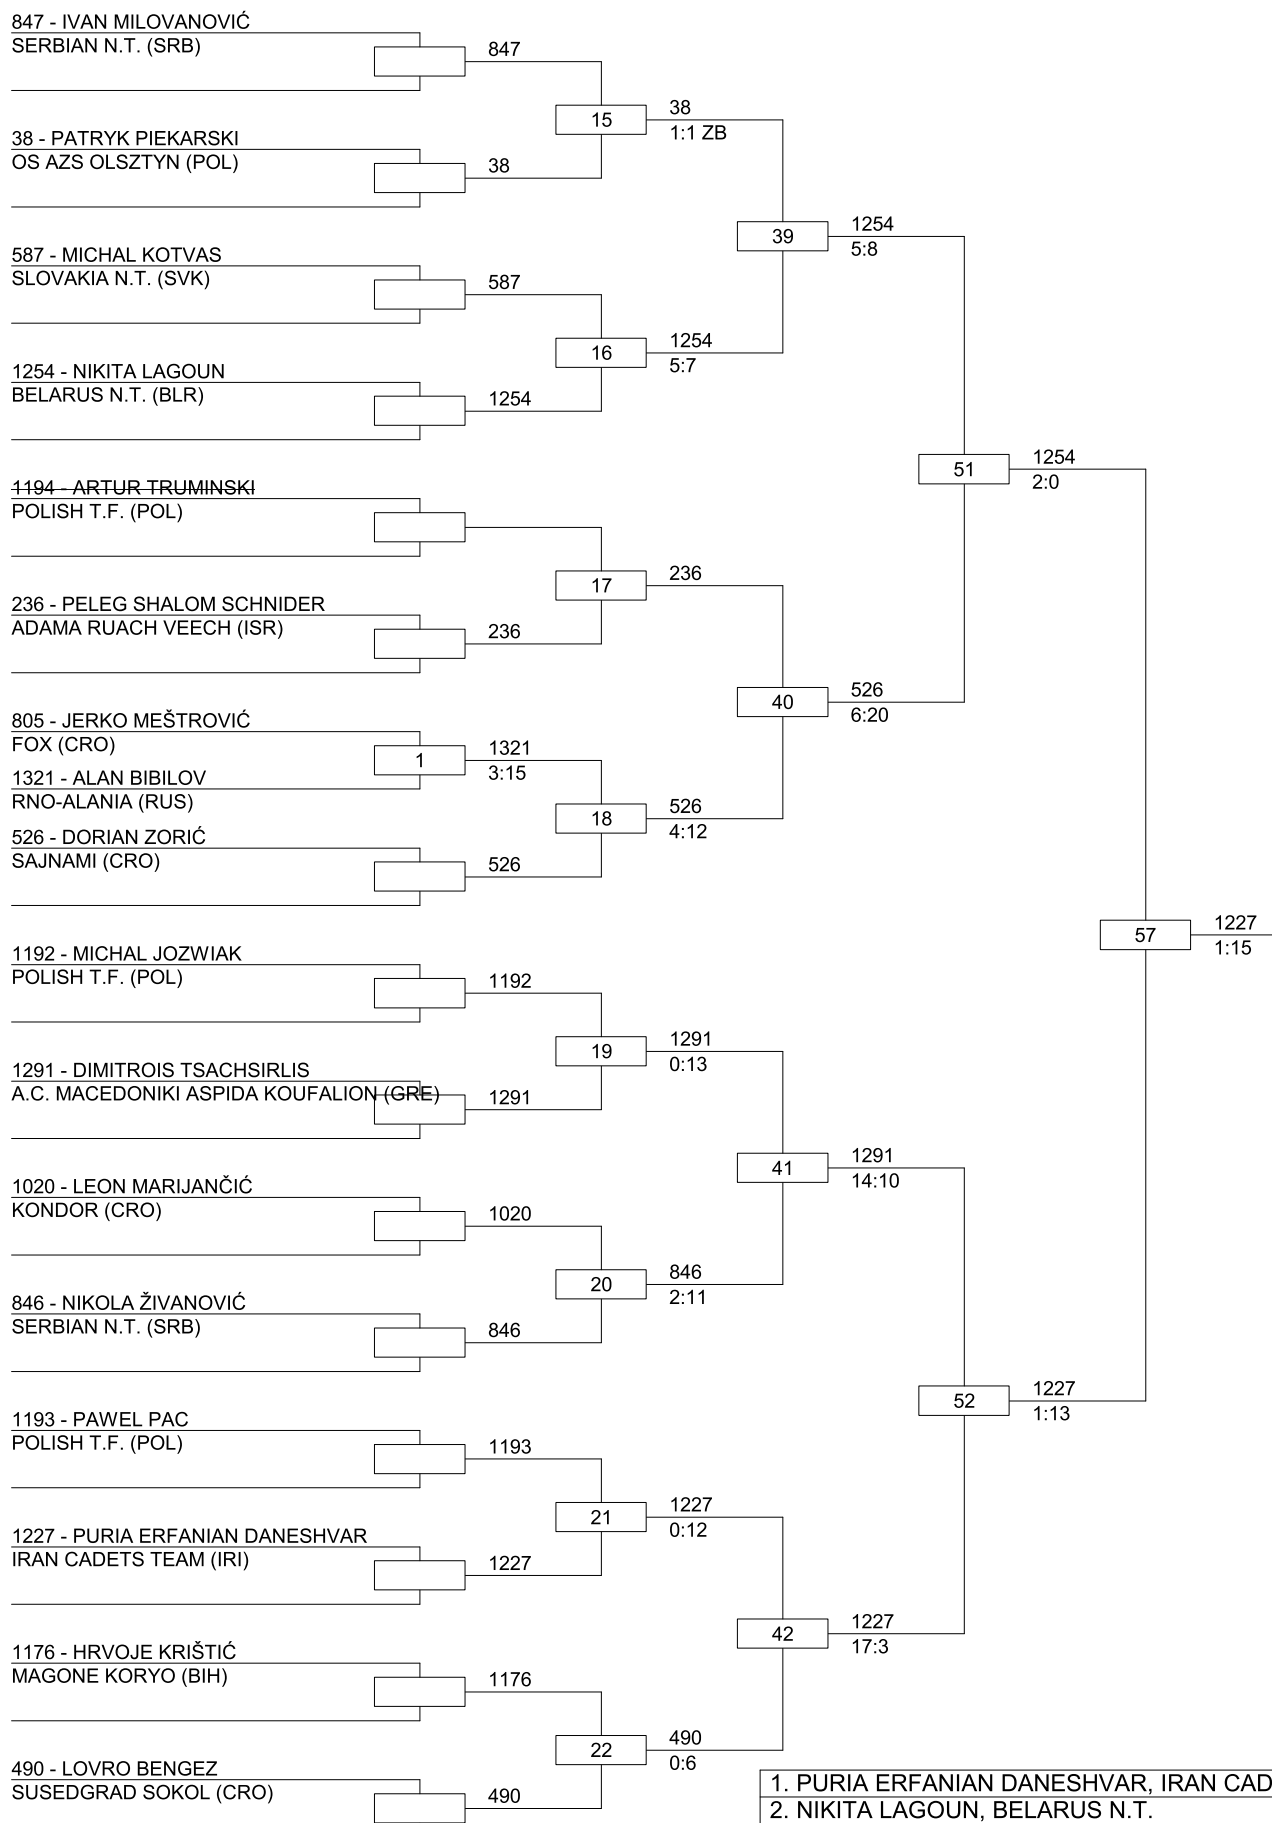 847 - IVAN MILOVANOVIĆ
SERBIAN N.T. (SRB)
847
15
38
1:1 ZB
38 - PATRYK PIEKARSKI
OS AZS OLSZTYN (POL)
38
39
1254
5:8
587 - MICHAL KOTVAS
SLOVAKIA N.T. (SVK)
587
16
1254
5:7
1254 - NIKITA LAGOUN
BELARUS N.T. (BLR)
1254
51
1254
2:0
1194 - ARTUR TRUMINSKI
POLISH T.F. (POL)
17
236
236 - PELEG SHALOM SCHNIDER
ADAMA RUACH VEECH (ISR)
236
40
526
6:20
805 - JERKO MEŠTROVIĆ
FOX (CRO)
1
1321
3:15
1321 - ALAN BIBILOV
RNO-ALANIA (RUS)
18
526
4:12
526 - DORIAN ZORIĆ
SAJNAMI (CRO)
526
57
1227
1:15
1192 - MICHAL JOZWIAK
POLISH T.F. (POL)
1192
19
1291
0:13
1291 - DIMITROIS TSACHSIRLIS
A.C. MACEDONIKI ASPIDA KOUFALION (GRE)
1291
41
1291
14:10
1020 - LEON MARIJANČIĆ
KONDOR (CRO)
1020
20
846
2:11
846 - NIKOLA ŽIVANOVIĆ
SERBIAN N.T. (SRB)
846
52
1227
1:13
1193 - PAWEL PAC
POLISH T.F. (POL)
1193
21
1227
0:12
1227 - PURIA ERFANIAN DANESHVAR
IRAN CADETS TEAM (IRI)
1227
42
1227
17:3
1176 - HRVOJE KRIŠTIĆ
MAGONE KORYO (BIH)
1176
22
490
0:6
490 - LOVRO BENGEZ
SUSEDGRAD SOKOL (CRO)
490
1. PURIA ERFANIAN DANESHVAR, IRAN CAD
2. NIKITA LAGOUN, BELARUS N.T.